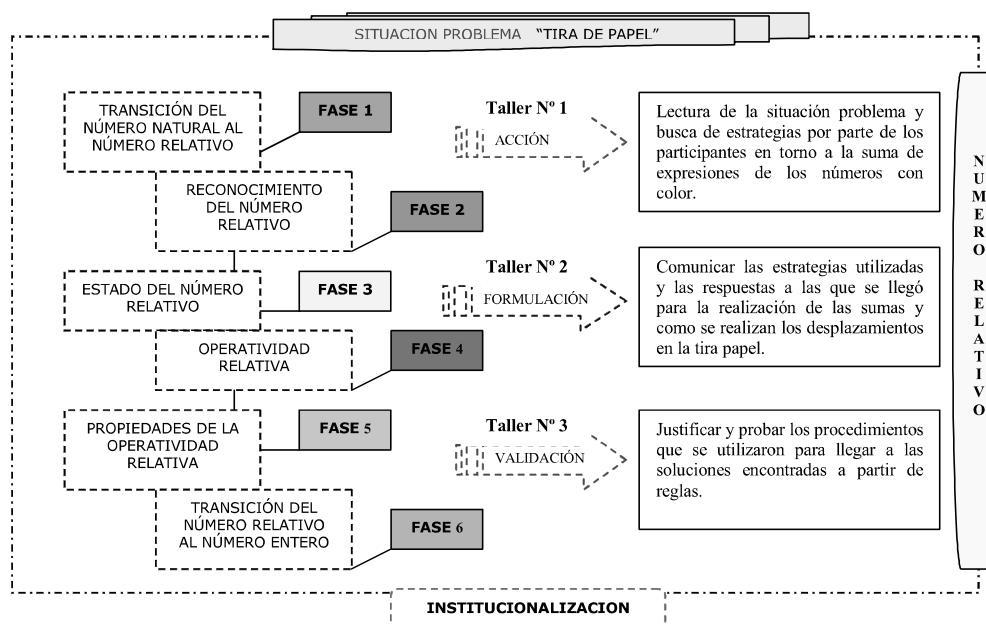 SITUACION PROBLEMA “TIRA DE PAPEL”
TRANSICIÓN DEL
NÚMERO NATURAL AL
NÚMERO RELATIVO
FASE 1
RECONOCIMIENTO
DEL NÚMERO
RELATIVO
FASE 2
ESTADO DEL NÚMERO
RELATIVO
FASE 3
OPERATIVIDAD
RELATIVA
FASE 4
PROPIEDADES DE LA
OPERATIVIDAD
RELATIVA
FASE 5
TRANSICIÓN DEL
NÚMERO RELATIVO
AL NÚMERO ENTERO
FASE 6
Taller Nº 1
ACCIÓN
Lectura de la situación problema y
busca de estrategias por parte de los
participantes en torno a la suma de
expresiones de los números con
color.
Taller Nº 2
FORMULACIÓN
Comunicar las estrategias utilizadas
y las respuestas a las que se llegó
para la realización de las sumas y
como se realizan los desplazamientos
en la tira papel.
Taller Nº 3
VALIDACIÓN
Justificar y probar los procedimientos
que se utilizaron para llegar a las
soluciones encontradas a partir de
reglas.
NUMERO RELATIVO
INSTITUCIONALIZACION